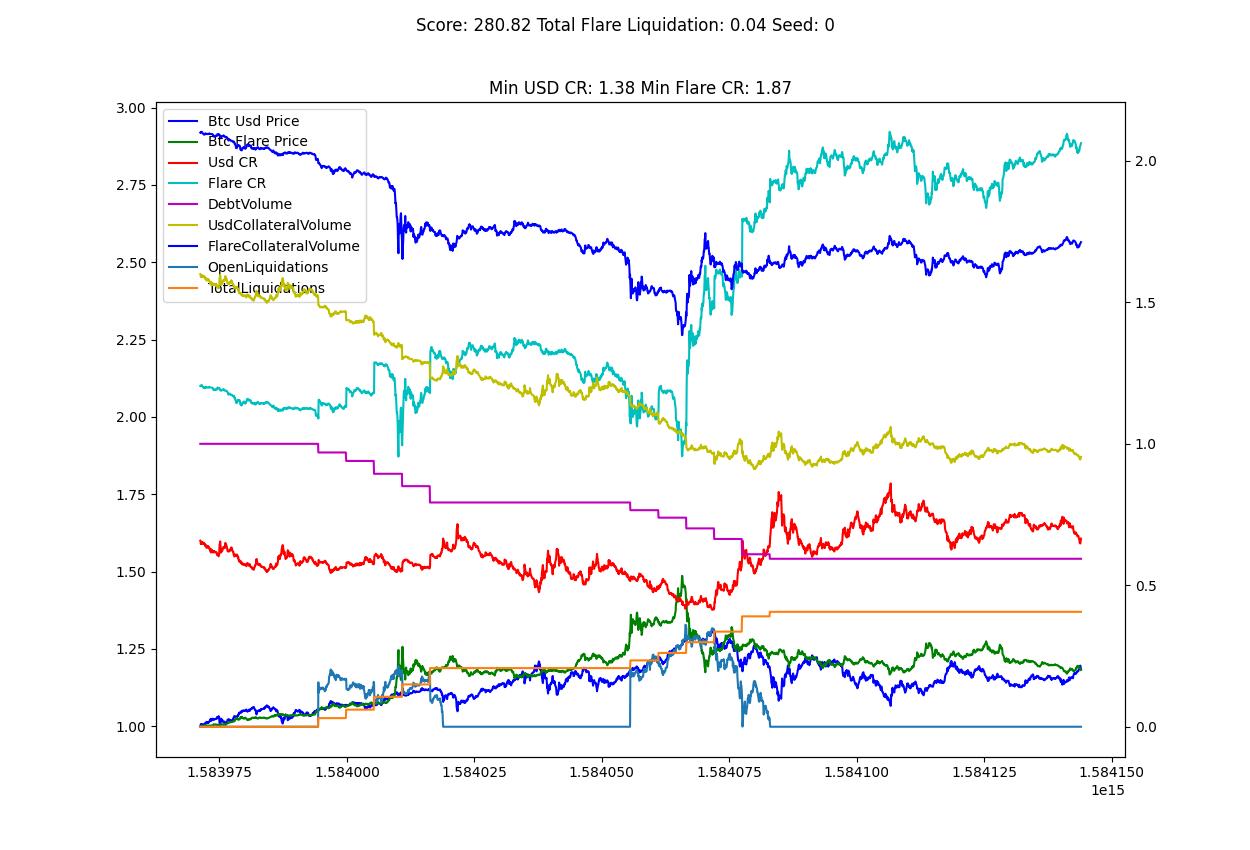 Score: 280.82 Total Flare Liquidation: 0.04 Seed: 0
Min USD CR: 1.38 Min Flare CR: 1.87
3.00
2.75
2.50
2.25
2.00
1.75
1.50
1.25
1.00
Btc Usd Price
Btc Flare Price
Usd CR
Flare CR
DebtVolume
UsdCollateralVolume
FlareCollateralVolume
OpenLiquidations
TotalLiquidations
2.0
1.5
1.0
0.5
0.0
1.583975 1.584000 1.584025 1.584050 1.584075 1.584100 1.584125 1.584150
1e15